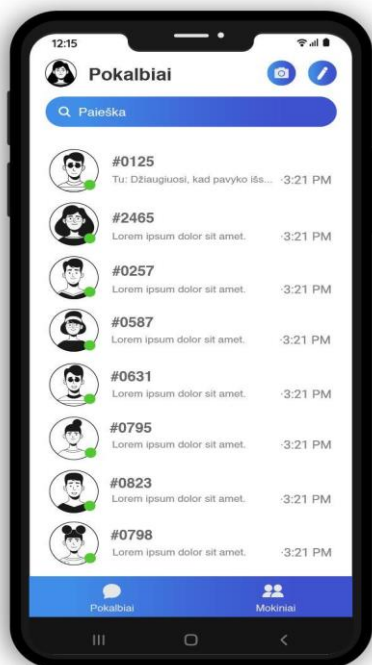 12:15
Pokalbiai
Paieška
#0125
Tu: Džiaugiuosi, kad pavyko išs... ·3:21 PM
#2465
Lorem ipsum dolor sit amet. ·3:21 PM
#0257
Lorem ipsum dolor sit amet. ·3:21 PM
#0587
Lorem ipsum dolor sit amet. ·3:21 PM
#0631
Lorem ipsum dolor sit amet. ·3:21 PM
#0795
Lorem ipsum dolor sit amet. ·3:21 PM
#0823
Lorem ipsum dolor sit amet. ·3:21 PM
#0798
Lorem ipsum dolor sit amet. ·3:21 PM
Pokalbiai Mokiniai